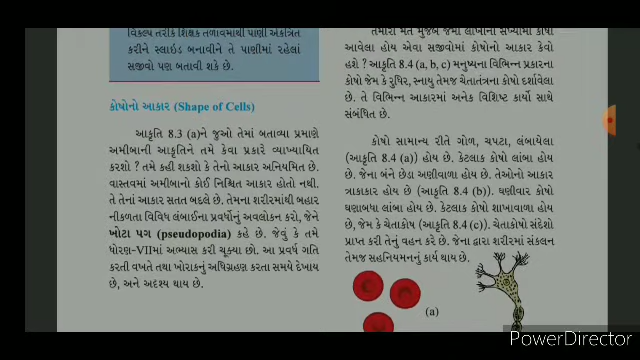 વિકલ્પ તરીકે શિક્ષક તળાવમાંથી પાણી એકત્રિત
કરીને સ્લાઇડ બનાવીને તે પાણીમાં રહેલાં
સજીવો પણ બતાવી શકે છે.
કોષોનો આકાર (Shape of Cells)
આકૃતિ 8.3 (a)ને જુઓ તેમાં બતાવ્યા પ્રમાણે
અમીબાની આકૃતિને તમે કેવા પ્રકારે વ્યાખ્યાયિત
કરશો ? તમે કહી શકશો કે તેનો આકાર અનિયમિત છે.
વાસ્તવમાં અમીબાનો કોઈ નિશ્ચિત આકાર હોતો નથી.
તે તેનાં આકાર સતત બદલે છે. તેમના શરીરમાંથી બહાર
નીકળતા વિવિધ લંબાઈના પ્રવર્ધોનું અવલોકન કરો, જેને
ખોટા પગ (pseudopodia) કહે છે. જેવું કે તમે
ધોરણ-VIIમાં અભ્યાસ કરી ચૂક્યા છો. આ પ્રવર્ધ ગતિ
કરતી વખતે તથા ખોરાકનું અધિગ્રહણ કરતા સમયે દેખાય
છે, અને અદૃશ્ય થાય છે.
તમારા મત મુજબ જેમાં લાખોની સંખ્યામાં કોષો
આવેલા હોય એવા સજીવોમાં કોષોનો આકાર કેવો
હશે ? આકૃતિ 8.4 (a, b, c) મનુષ્યના વિભિન્ન પ્રકારના
કોષો જેમ કે રુધિર, સ્નાયુ તેમજ ચેતાતંત્રના કોષો દર્શાવેલા
છે. તે વિભિન્ન આકારમાં અનેક વિશિષ્ટ કાર્યો સાથે
સંબંધિત છે.
કોષો સામાન્ય રીતે ગોળ, ચપટા, લંબાયેલા
(આકૃતિ 8.4 (a)) હોય છે. કેટલાક કોષો લાંબા હોય
છે. જેના બંને છેડા અણીવાળા હોય છે. તેઓનો આકાર
ત્રાકાકાર હોય છે (આકૃતિ 8.4 (b)). ઘણીવાર કોષો
ઘણાબધા લાંબા હોય છે. કેટલાક કોષો શાખાવાળા હોય
છે, જેમ કે ચેતાકોષ (આકૃતિ 8.4 (c)). ચેતાકોષો સંદેશો
પ્રાપ્ત કરી તેનું વહન કરે છે. જેના દ્વારા શરીરમાં સંકલન
તેમજ સહનિયમનનું કાર્ય થાય છે.
(a)
PowerDirector